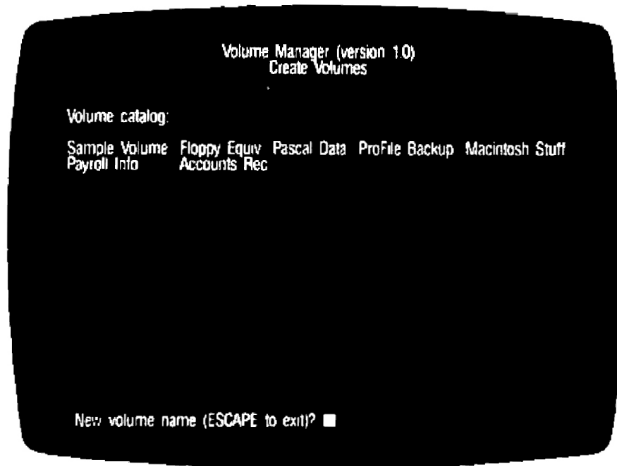 Volume Manager (version 1.0)
Create Volumes
Volume catalog:
Sample Volume Floppy Equiv Pascal Data ProFile Backup Macintosh Stuff
Payroll Info Accounts Rec
New volume name (ESCAPE to exit)?